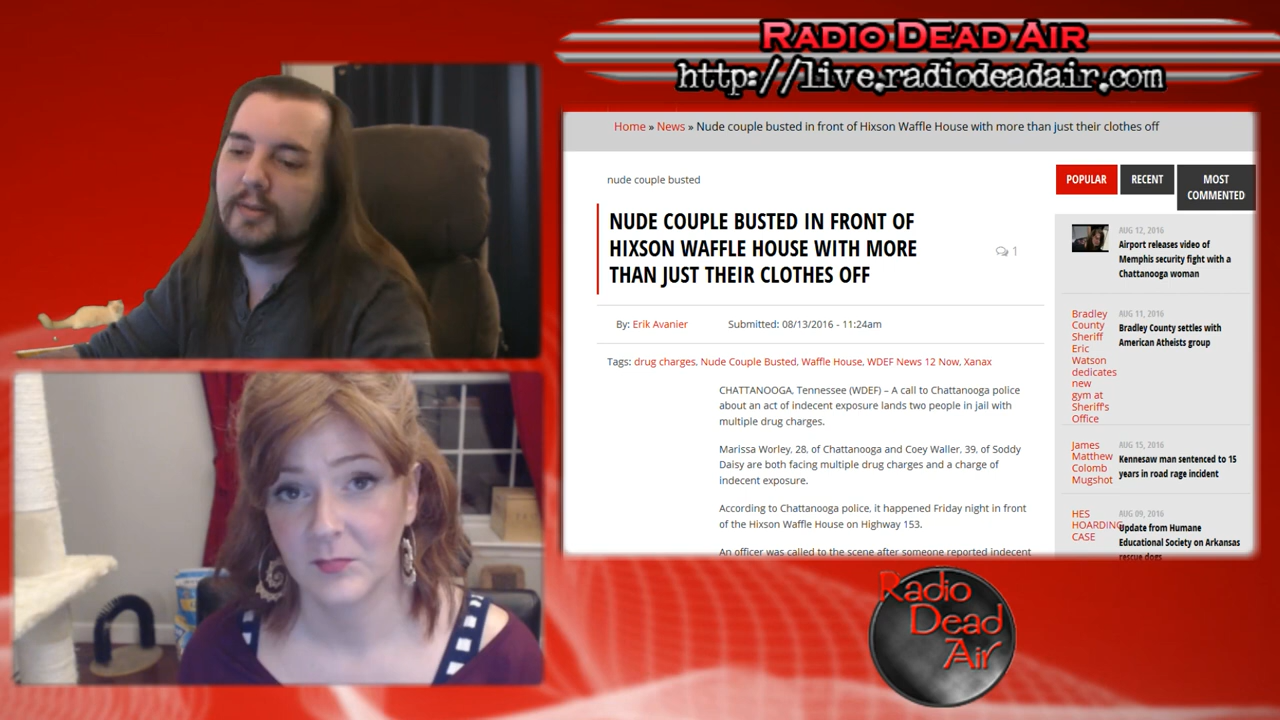 RADIO DEAD AIR
http://live.radiodeadair.com
Home » News » Nude couple busted in front of Hixson Waffle House with more than just their clothes off
nude couple busted
NUDE COUPLE BUSTED IN FRONT OF
HIXSON WAFFLE HOUSE WITH MORE
THAN JUST THEIR CLOTHES OFF
1
By: Erik Avanier
Submitted: 08/13/2016 - 11:24am
Tags: drug charges, Nude Couple Busted, Waffle House, WDEF News 12 Now, Xanax
CHATTANOOGA, Tennessee (WDEF) – A call to Chattanooga police
about an act of indecent exposure lands two people in jail with
multiple drug charges.
Marissa Worley, 28, of Chattanooga and Coey Waller, 39, of Soddy
Daisy are both facing multiple drug charges and a charge of
indecent exposure.
According to Chattanooga police, it happened Friday night in front
of the Hixson Waffle House on Highway 153.
An officer was called to the scene after someone reported indecent
POPULAR
RECENT
MOST
COMMENTED
AUG 12, 2016
Airport releases video of
Memphis security fight with a
Chattanooga woman
Bradley
County
Sheriff
Eric
Watson
dedicates
new
gym at
Sheriff's
Office
AUG 11, 2016
Bradley County settles with
American Atheists group
James
Matthew
Colomb
Mugshot
AUG 15, 2016
Kennesaw man sentenced to 15
years in road rage incident
HES
HOARDING
CASE
AUG 09, 2016
Update from Humane
Educational Society on Arkansas
rescue dogs
Radio
Dead
Air